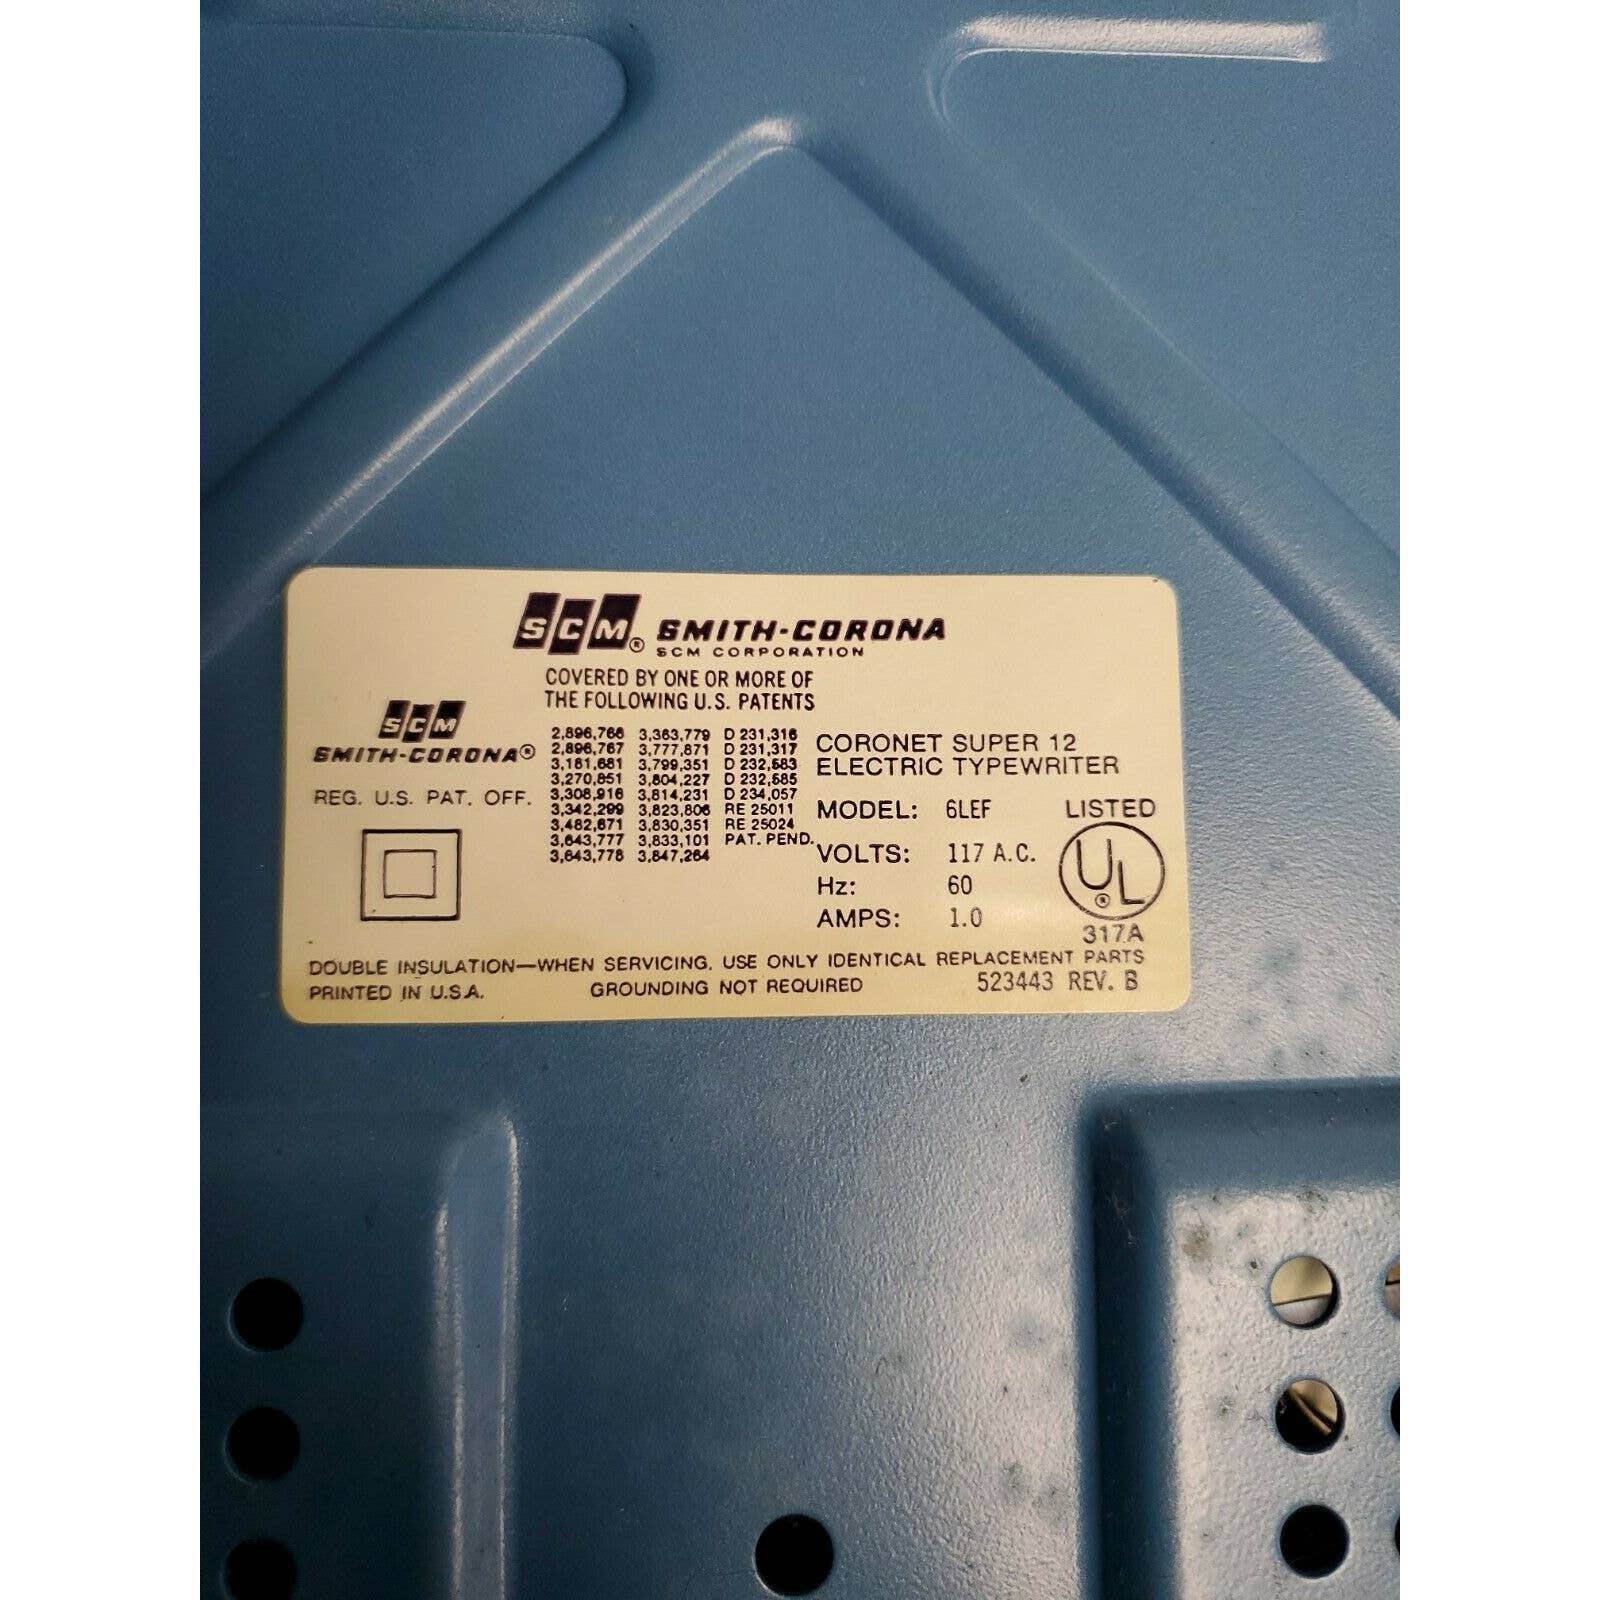 SCM® SMITH-CORONA
SCM CORPORATION
COVERED BY ONE OR MORE OF
THE FOLLOWING U.S. PATENTS
SCM
SMITH-CORONA®
REG. U.S. PAT. OFF.
2,896,766 3,363,779 D 231,316
2,896,767 3,777,871 D 231,317
3,181,681 3,799,351 D 232,583
3,270,851 3,804,227 D 232,585
3,308,916 3,814,231 D 234,057
3,342,299 3,823,806 RE 25011
3,482,671 3,830,351 RE 25024
3,643,777 3,833,101 PAT. PEND.
3,643,778 3,847,264
CORONET SUPER 12
ELECTRIC TYPEWRITER
MODEL: 6LEF
VOLTS: 117 A.C.
Hz: 60
AMPS: 1.0
LISTED
UL®
317A
DOUBLE INSULATION—WHEN SERVICING, USE ONLY IDENTICAL REPLACEMENT PARTS
PRINTED IN U.S.A. GROUNDING NOT REQUIRED 523443 REV. B